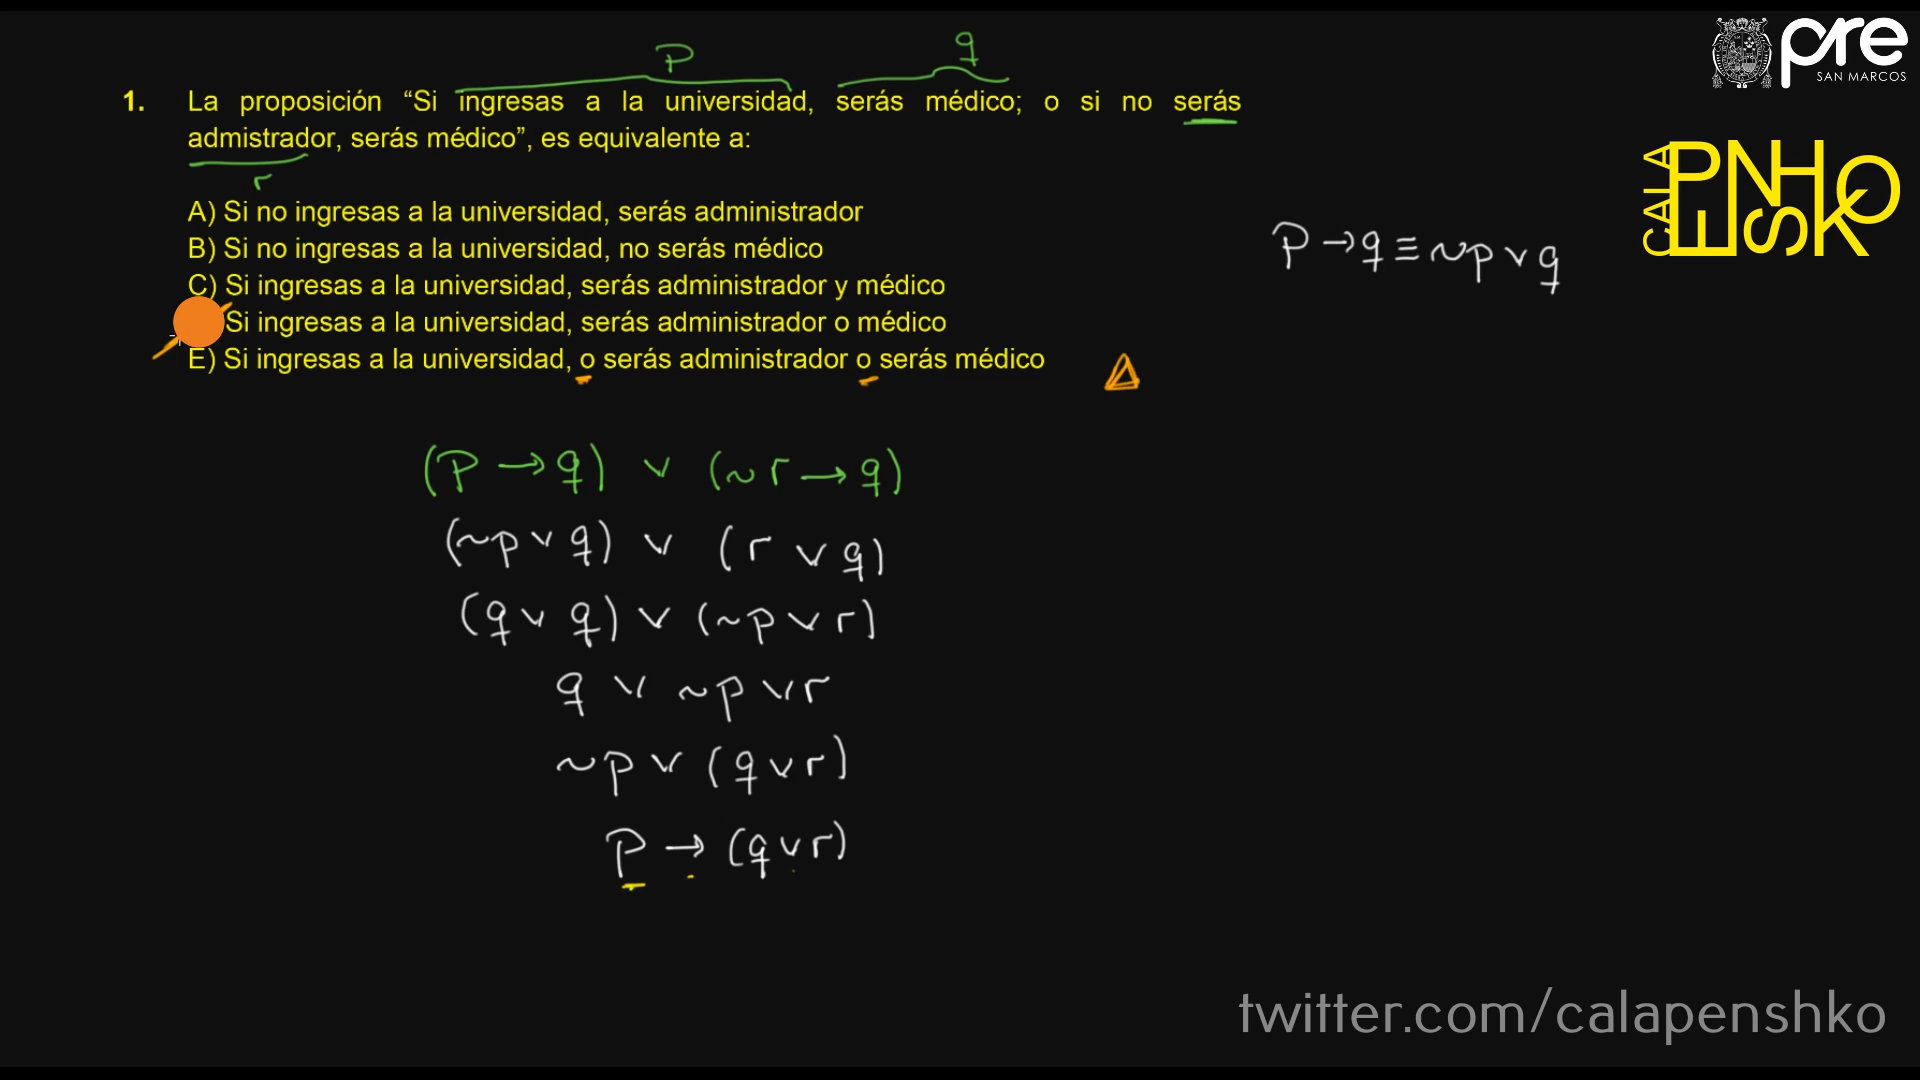 pre
SAN MARCOS
CALA
PENHSKO
p
q
1. La proposición “Si ingresas a la universidad, serás médico; o si no serás
admistrador, serás médico”, es equivalente a:
r
A) Si no ingresas a la universidad, serás administrador
B) Si no ingresas a la universidad, no serás médico
C) Si ingresas a la universidad, serás administrador y médico
Si ingresas a la universidad, serás administrador o médico
E) Si ingresas a la universidad, o serás administrador o serás médico
Δ
p → q ≡ ~p ∨ q
(p → q) ∨ (~r → q)
(~p ∨ q) ∨ (r ∨ q)
(q ∨ q) ∨ (~p ∨ r)
q ∨ ~p ∨ r
~p ∨ (q ∨ r)
p → (q ∨ r)
twitter.com/calapenshko